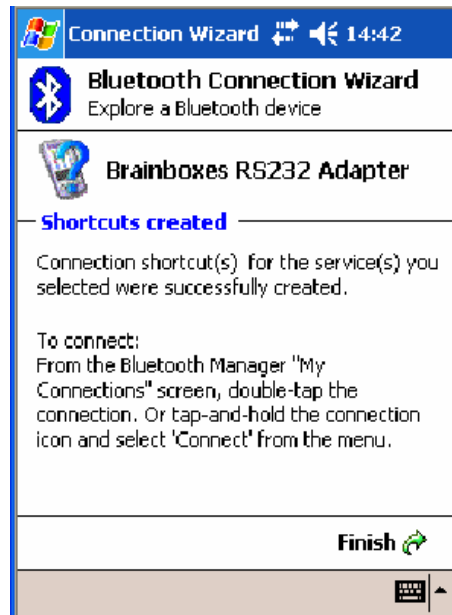 Connection Wizard 14:42
Bluetooth Connection Wizard
Explore a Bluetooth device
Brainboxes RS232 Adapter
Shortcuts created
Connection shortcut(s) for the service(s) you
selected were successfully created.
To connect:
From the Bluetooth Manager "My
Connections" screen, double-tap the
connection. Or tap-and-hold the connection
icon and select 'Connect' from the menu.
Finish